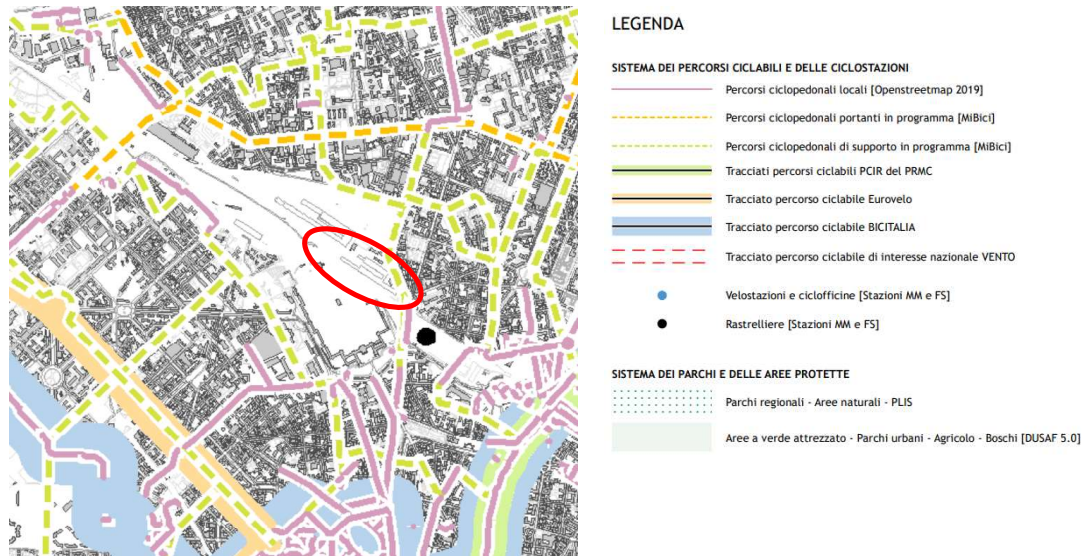 LEGENDA
SISTEMA DEI PERCORSI CICLABILI E DELLE CICLOSTAZIONI
Percorsi ciclopedonali locali [Openstreetmap 2019]
Percorsi ciclopedonali portanti in programma [MiBici]
Percorsi ciclopedonali di supporto in programma [MiBici]
Tracciati percorsi ciclabili PCIR del PRMC
Tracciato percorso ciclabile Eurovelo
Tracciato percorso ciclabile BICITALIA
Tracciato percorso ciclabile di interesse nazionale VENTO
Velostazioni e ciclofficine [Stazioni MM e FS]
Rastrelliere [Stazioni MM e FS]
SISTEMA DEI PARCHI E DELLE AREE PROTETTE
Parchi regionali - Aree naturali - PLIS
Aree a verde attrezzato - Parchi urbani - Agricolo - Boschi [DUSAF 5.0]